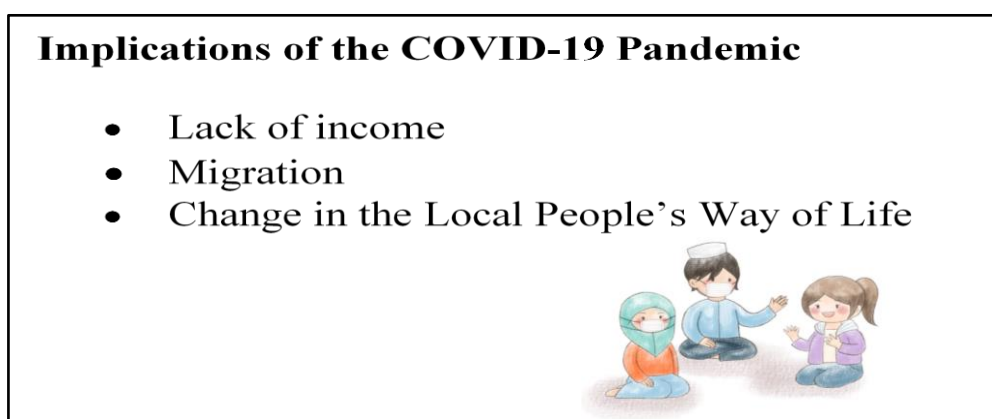 Implications of the COVID-19 Pandemic
• Lack of income
• Migration
• Change in the Local People’s Way of Life